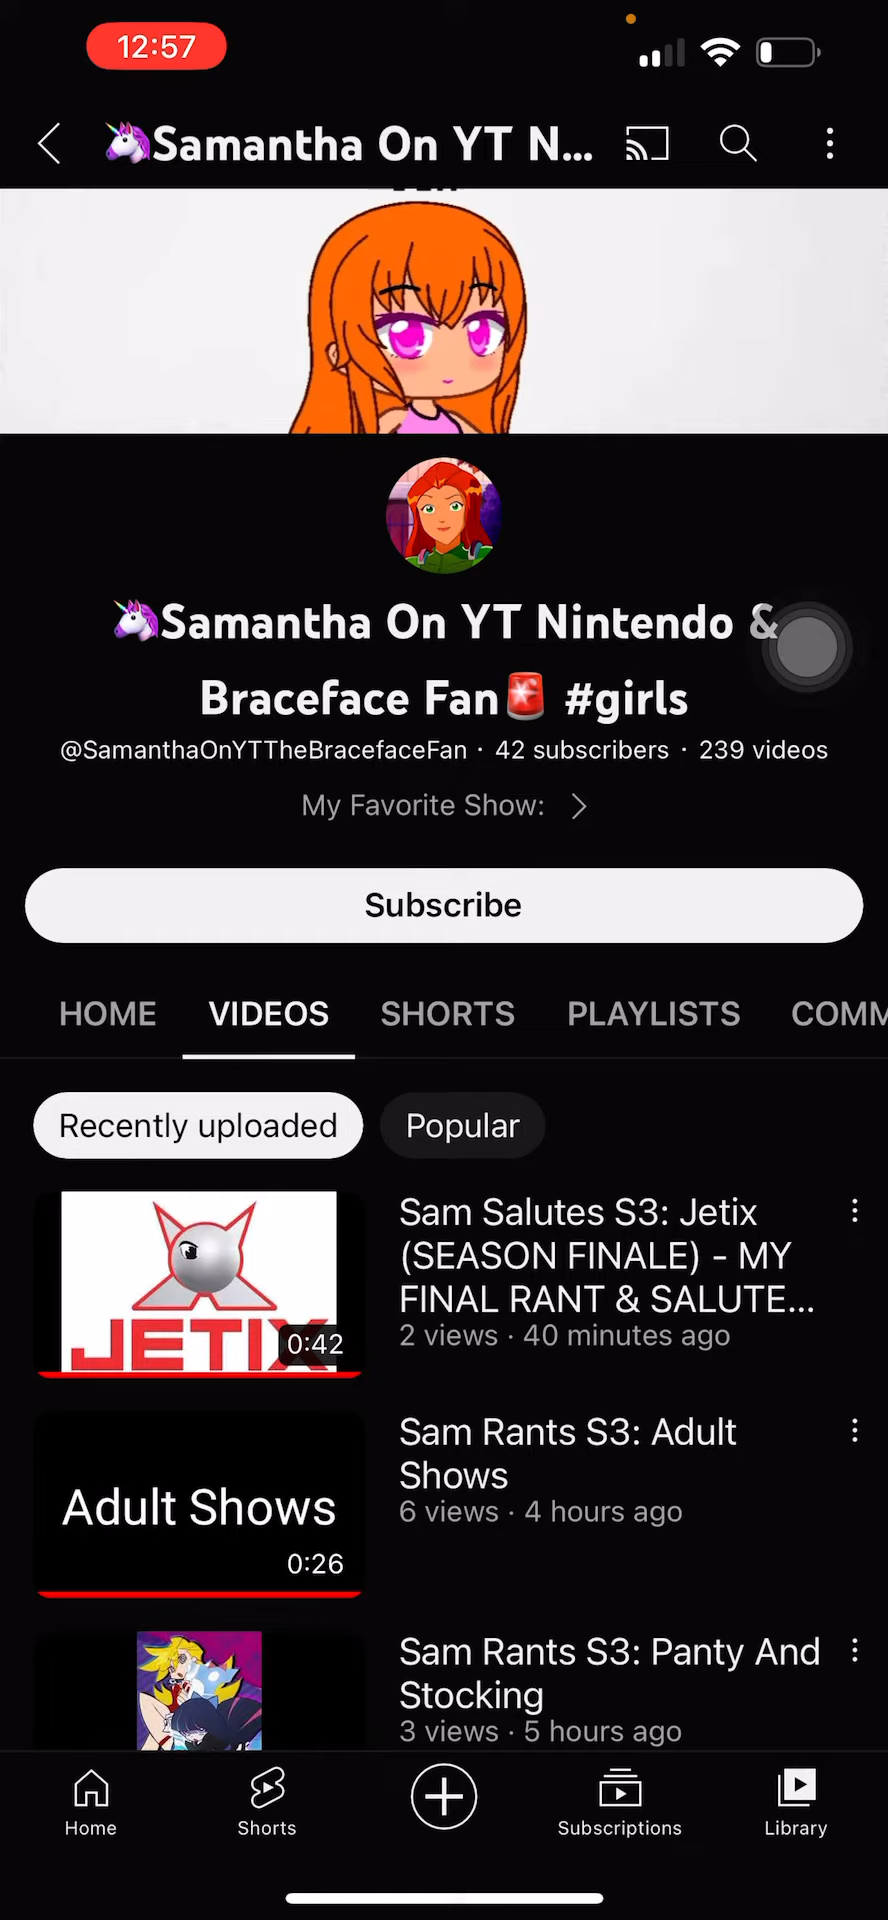 12:57
🦄Samantha On YT N...
🦄Samantha On YT Nintendo &
Braceface Fan🚨 #girls
@SamanthaOnYTTheBracefaceFan · 42 subscribers · 239 videos
My Favorite Show:
Subscribe
HOME VIDEOS SHORTS PLAYLISTS COMM
Recently uploaded Popular
JETIX
0:42
Sam Salutes S3: Jetix
(SEASON FINALE) - MY
FINAL RANT & SALUTE...
2 views · 40 minutes ago
Adult Shows
0:26
Sam Rants S3: Adult
Shows
6 views · 4 hours ago
Sam Rants S3: Panty And
Stocking
3 views · 5 hours ago
Home Shorts Subscriptions Library